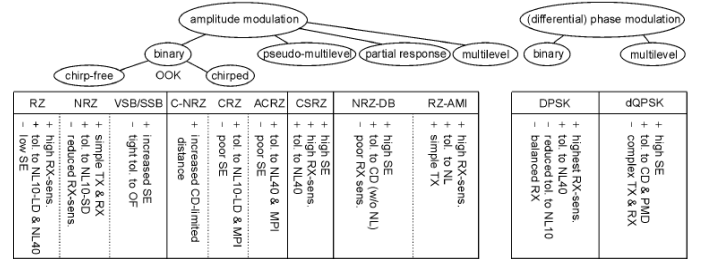 amplitude modulation
(differential) phase modulation
binary
pseudo-multilevel
partial response
multilevel
binary
multilevel
chirp-free
OOK
chirped
RZ
NRZ
VSB/SSB
C-NRZ
CRZ
ACRZ
CSRZ
NRZ-DB
RZ-AMI
DPSK
dQPSK
+ high RX-sens.
+ tol. to NL10-LD & NL40
− low SE
+ simple TX & RX
+ tol. to NL10-SD
− reduced RX-sens.
+ increased SE
− tight tol. to OF
+ increased CD-limited
distance
+ tol. to NL10-LD & MPI
− poor SE
+ tol. to NL40 & MPI
− poor SE
+ high SE
+ high RX-sens.
+ tol. to NL40
+ high SE
+ tol. to CD (w/o NL)
− poor RX sens.
+ high RX-sens.
+ tol. to NL
+ simple TX
+ highest RX-sens.
+ tol. to NL40
− reduced tol. to NL10
− balanced RX
+ high SE
+ tol. to CD & PMD
− complex TX & RX